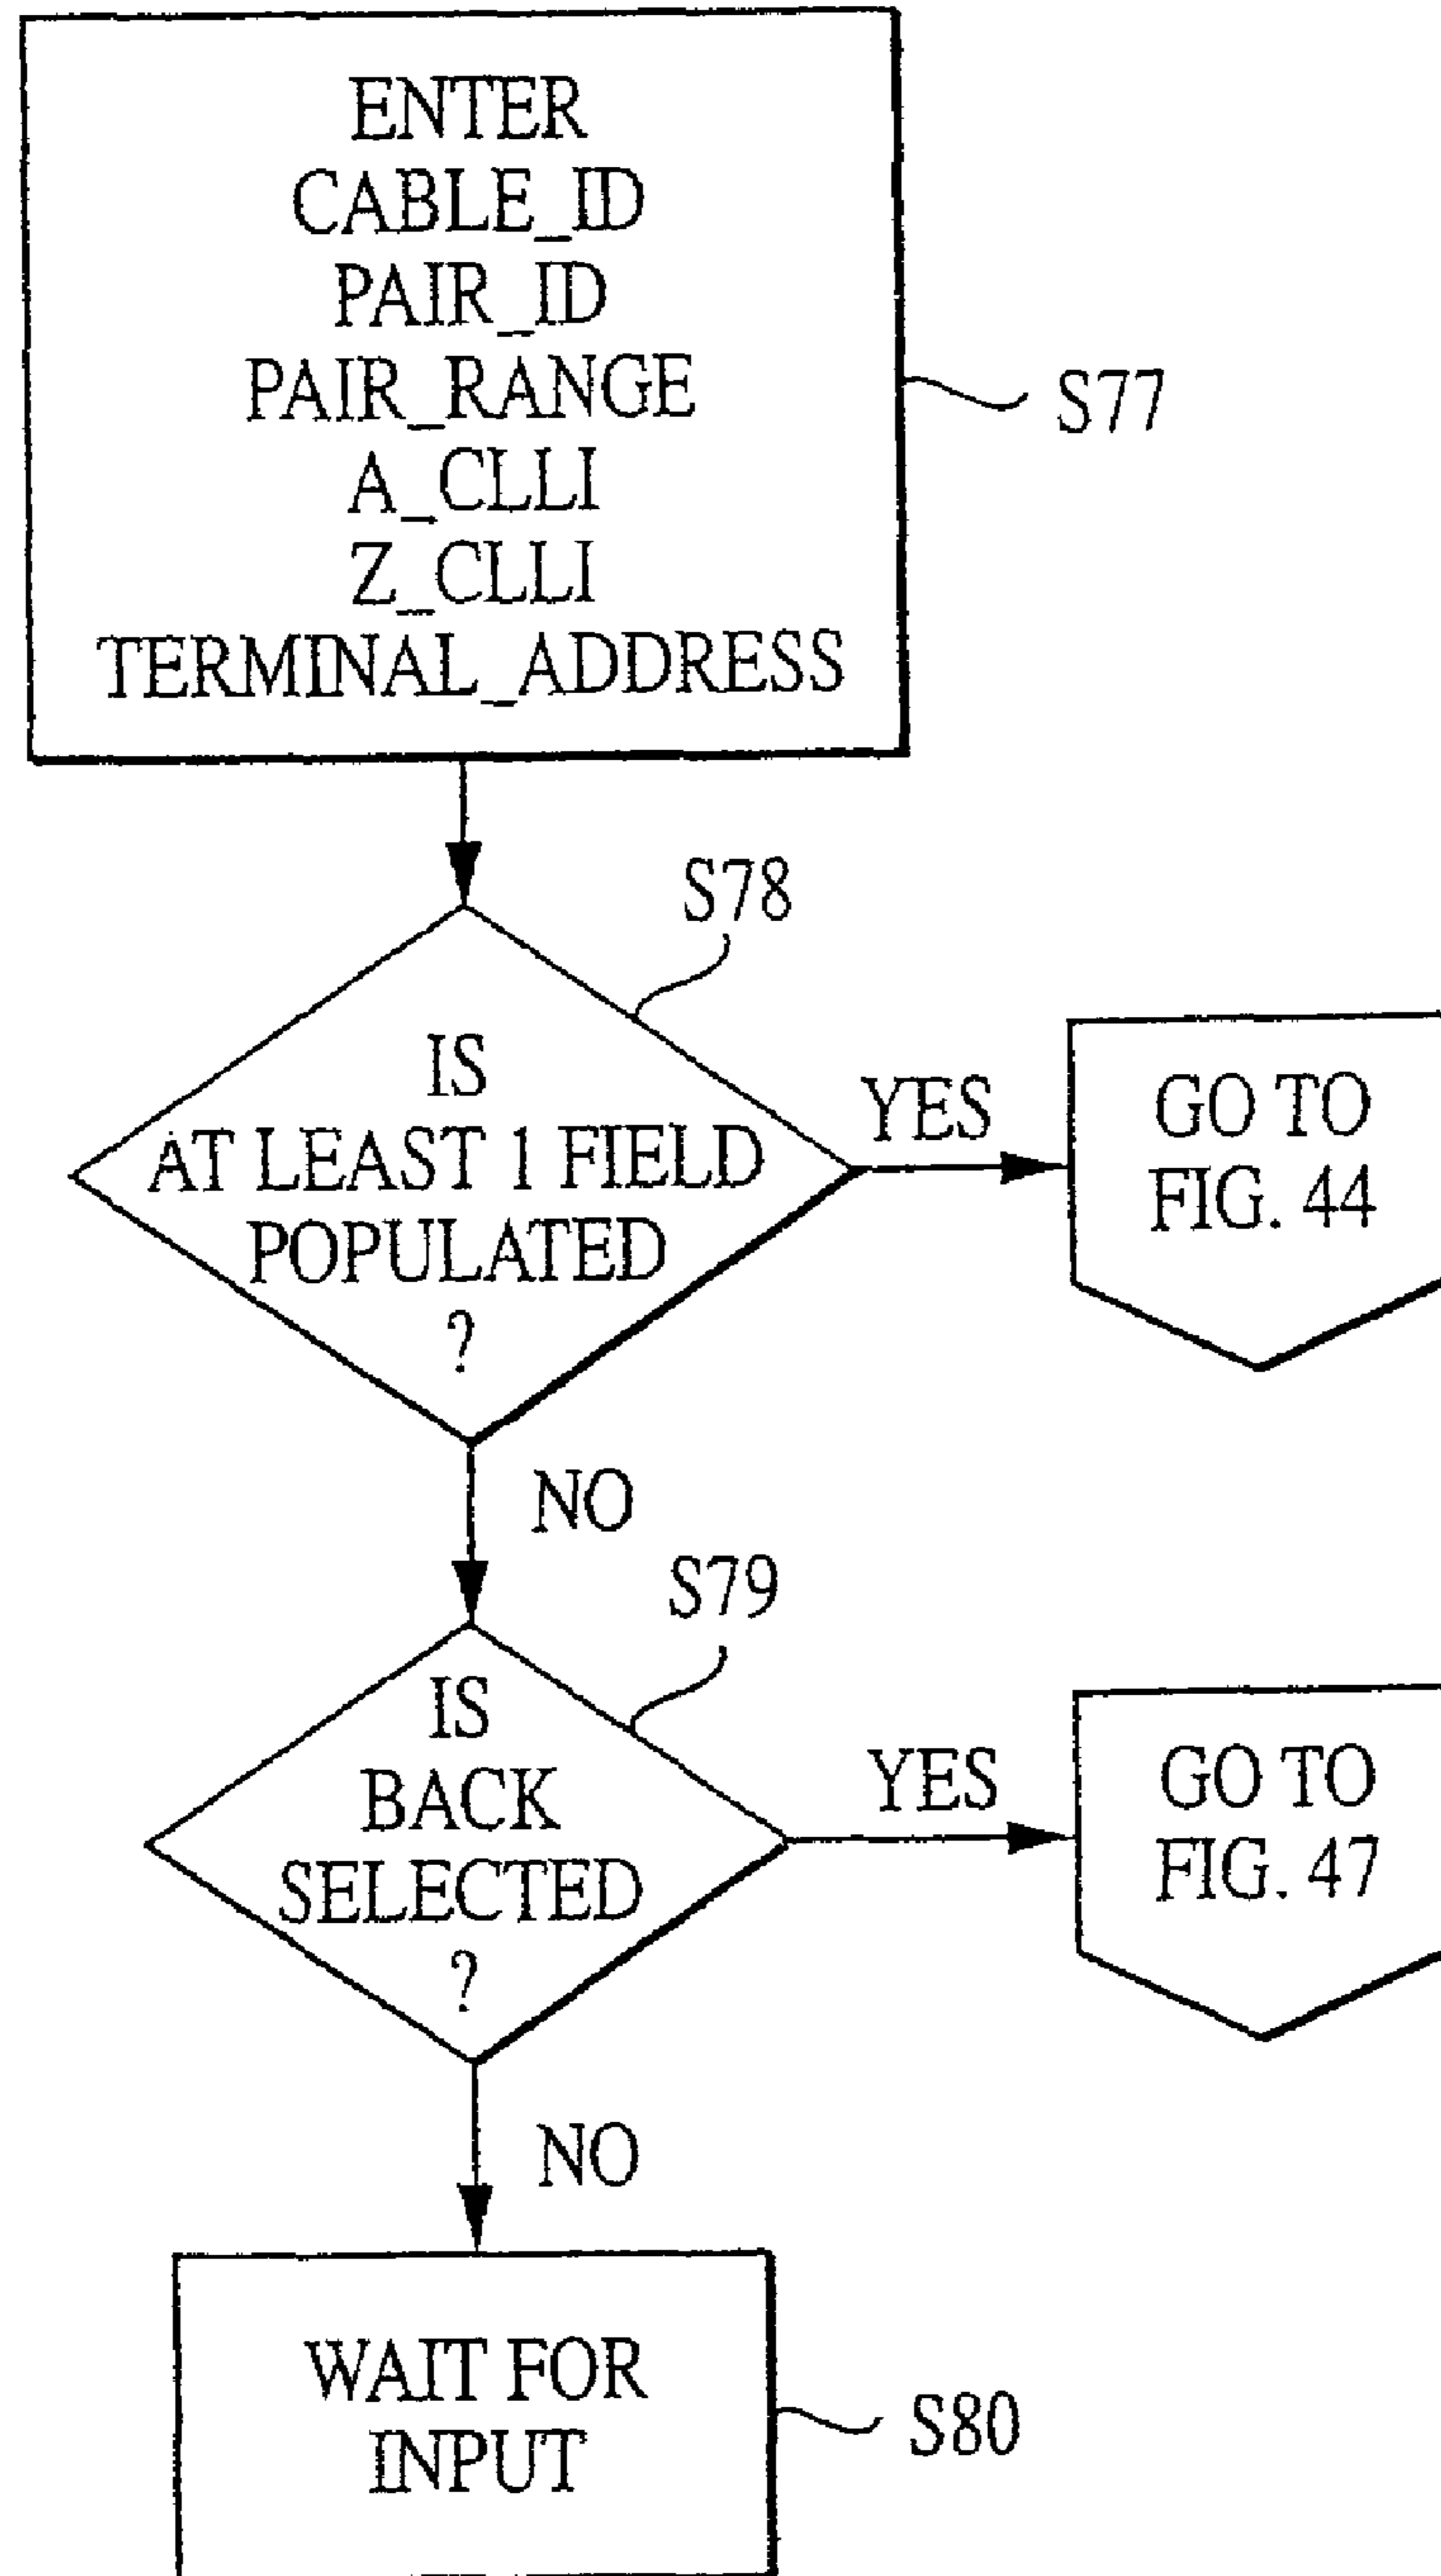 ENTER
CABLE_ID
PAIR_ID
PAIR_RANGE
A_CLLI
Z_CLLI
TERMINAL_ADDRESS
S77
S78
IS
AT LEAST 1 FIELD
POPULATED
?
YES
GO TO
FIG. 44
NO
S79
IS
BACK
SELECTED
?
YES
GO TO
FIG. 47
NO
WAIT FOR
INPUT
S80